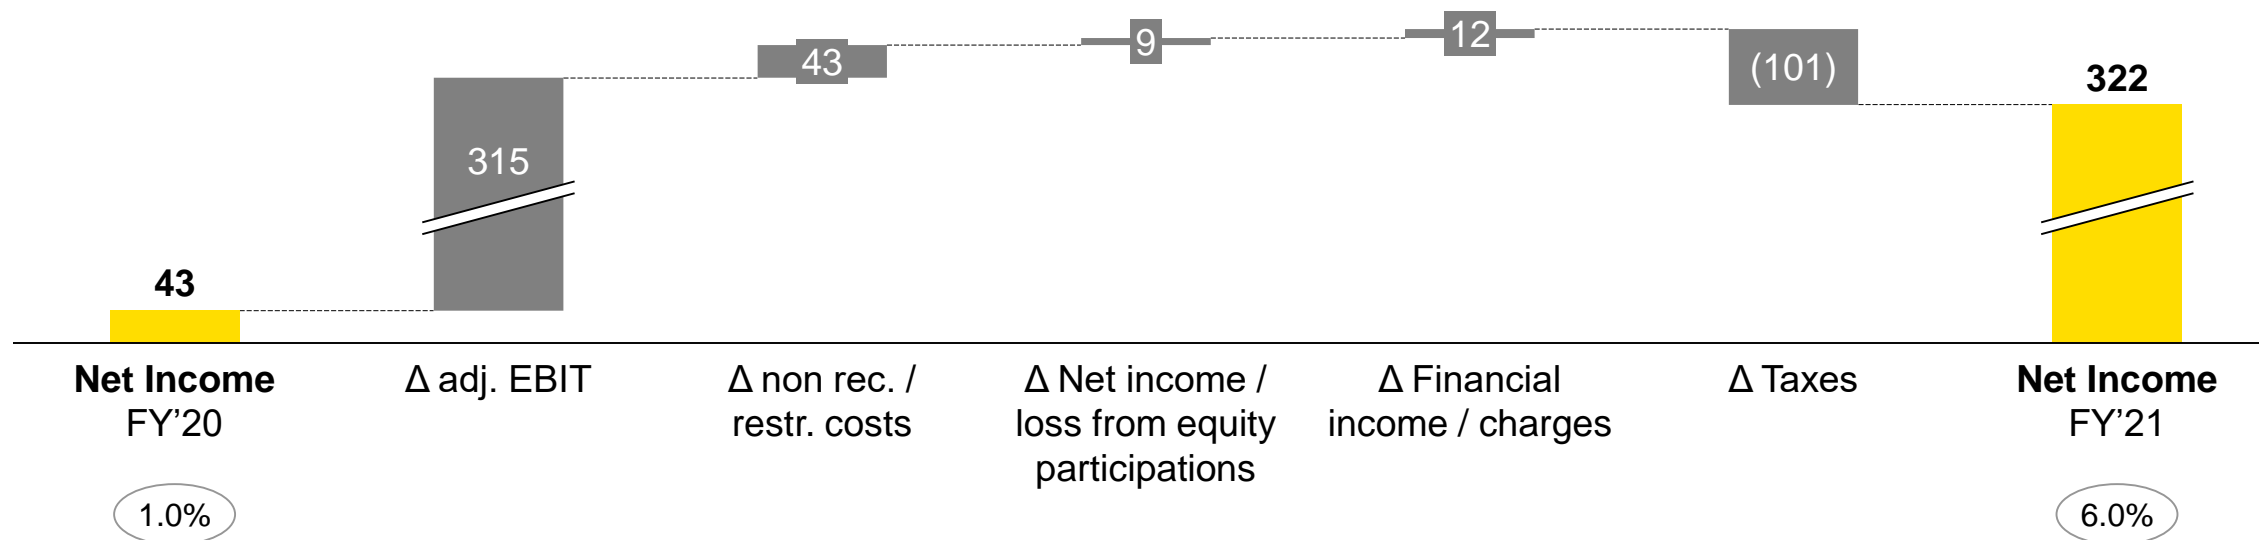 43
315
43
9
12
(101)
322
Net Income
FY’20
Δ adj. EBIT
Δ non rec. /
restr. costs
Δ Net income /
loss from equity
participations
Δ Financial
income / charges
Δ Taxes
Net Income
FY’21
1.0%
6.0%